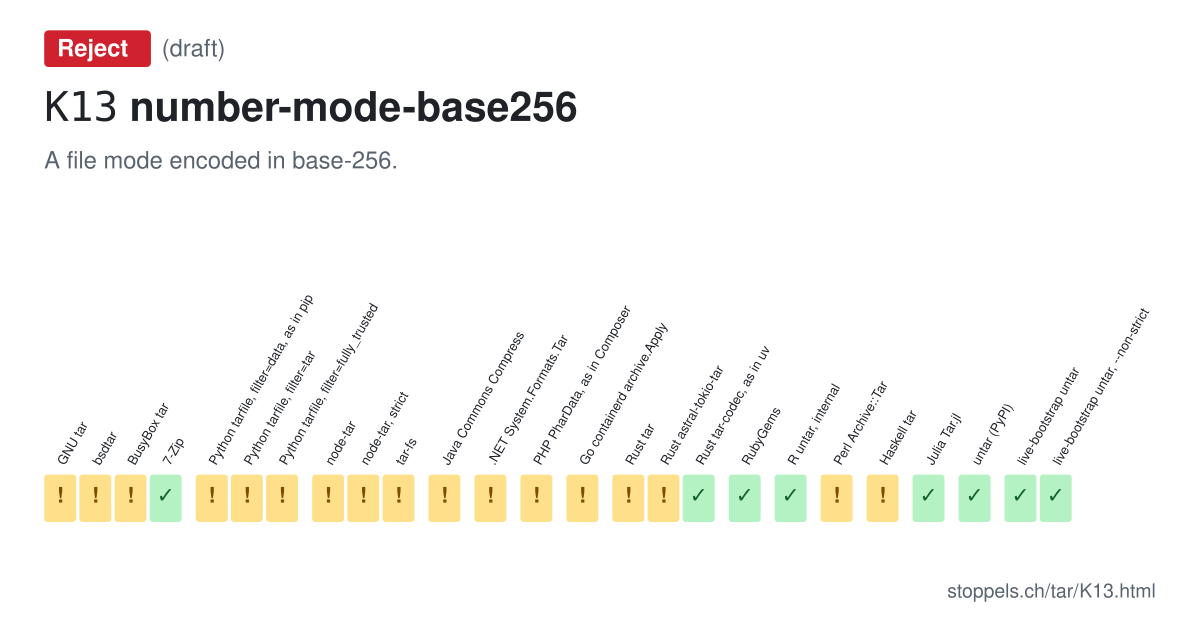 Reject (draft)
K13 number-mode-base256
A file mode encoded in base-256.
GNU tar
bsdtar
BusyBox tar
7-Zip
Python tarfile, filter=data, as in pip
Python tarfile, filter=tar
Python tarfile, filter=fully_trusted
node-tar
node-tar, strict
tar-fs
Java Commons Compress
.NET System.Formats.Tar
PHP PharData, as in Composer
Go containerd archive.Apply
Rust tar
Rust astral-tokio-tar
Rust tar-codec, as in uv
RubyGems
R untar, internal
Perl Archive::Tar
Haskell tar
Julia Tar.jl
untar (PyPI)
live-bootstrap untar
live-bootstrap untar, --non-strict
! ! ! ✓ ! ! ! ! ! ! ! ! ! ! ! ! ✓ ✓ ✓ ! ! ✓ ✓ ✓ ✓
stoppels.ch/tar/K13.html